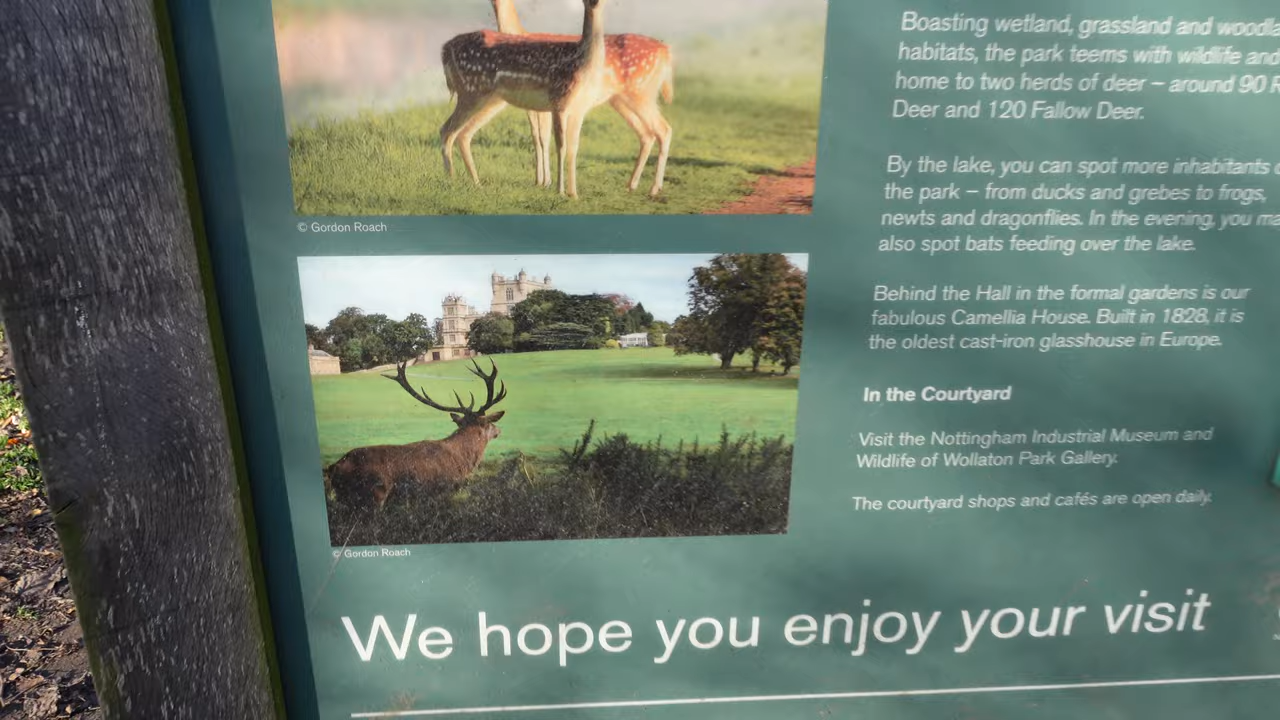 Boasting wetland, grassland and
habitats, the park teems with wildlife and
home to two herds of deer – around 90
Deer and 120 Fallow Deer.
By the lake, you can spot more inhabitants
the park – from ducks and grebes to frogs,
newts and dragonflies. In the evening, you
also spot bats feeding over the lake.
Behind the Hall in the formal gardens is our
fabulous Camellia House. Built in 1828, it is
the oldest cast-iron glasshouse in Europe.
In the Courtyard
Visit the Nottingham Industrial Museum and
Wildlife of Wollaton Park Gallery.
The courtyard shops and cafés are open daily.
© Gordon Roach
© Gordon Roach
We hope you enjoy your visit